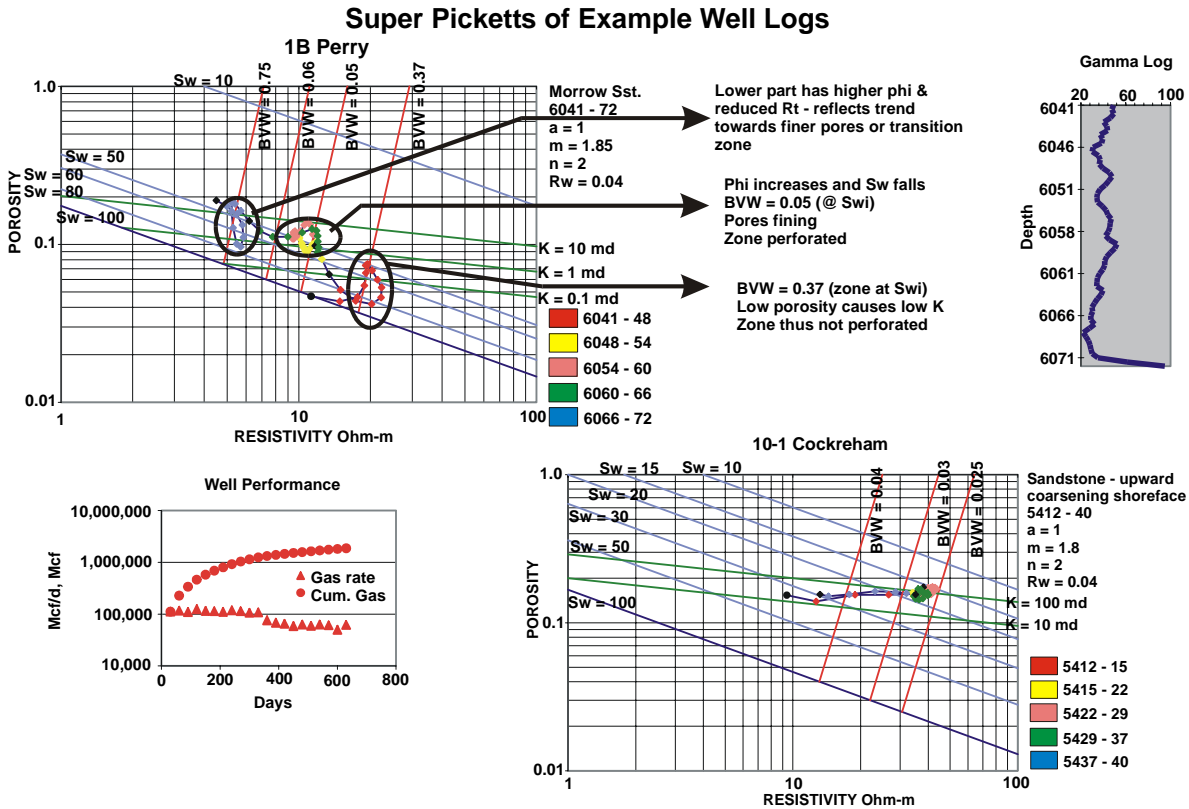 Super Picketts of Example Well Logs
1B Perry
1.0
0.1
0.01
POROSITY
1
10
100
RESISTIVITY Ohm-m
Sw = 10
Sw = 50
Sw = 60
Sw = 80
Sw = 100
BVW = 0.75
BVW = 0.06
BVW = 0.05
BVW = 0.37
K = 10 md
K = 1 md
K = 0.1 md
Morrow Sst.
6041 - 72
a = 1
m = 1.85
n = 2
Rw = 0.04
6041 - 48
6048 - 54
6054 - 60
6060 - 66
6066 - 72
Lower part has higher phi &
reduced Rt - reflects trend
towards finer pores or transition
zone
Phi increases and Sw falls
BVW = 0.05 (@ Swi)
Pores fining
Zone perforated
BVW = 0.37 (zone at Swi)
Low porosity causes low K
Zone thus not perforated
Gamma Log
20 60 100
Depth
6041
6046
6051
6058
6061
6066
6071
Well Performance
10,000,000
1,000,000
100,000
10,000
Mcf/d, Mcf
Gas rate
Cum. Gas
0 200 400 600 800
Days
10-1 Cockreham
1.0
0.1
0.01
POROSITY
1
10
100
RESISTIVITY Ohm-m
Sw = 15
Sw = 10
Sw = 20
Sw = 30
Sw = 50
Sw = 100
BVW = 0.04
BVW = 0.03
BVW = 0.025
K = 100 md
K = 10 md
Sandstone - upward
coarsening shoreface
5412 - 40
a = 1
m = 1.8
n = 2
Rw = 0.04
5412 - 15
5415 - 22
5422 - 29
5429 - 37
5437 - 40